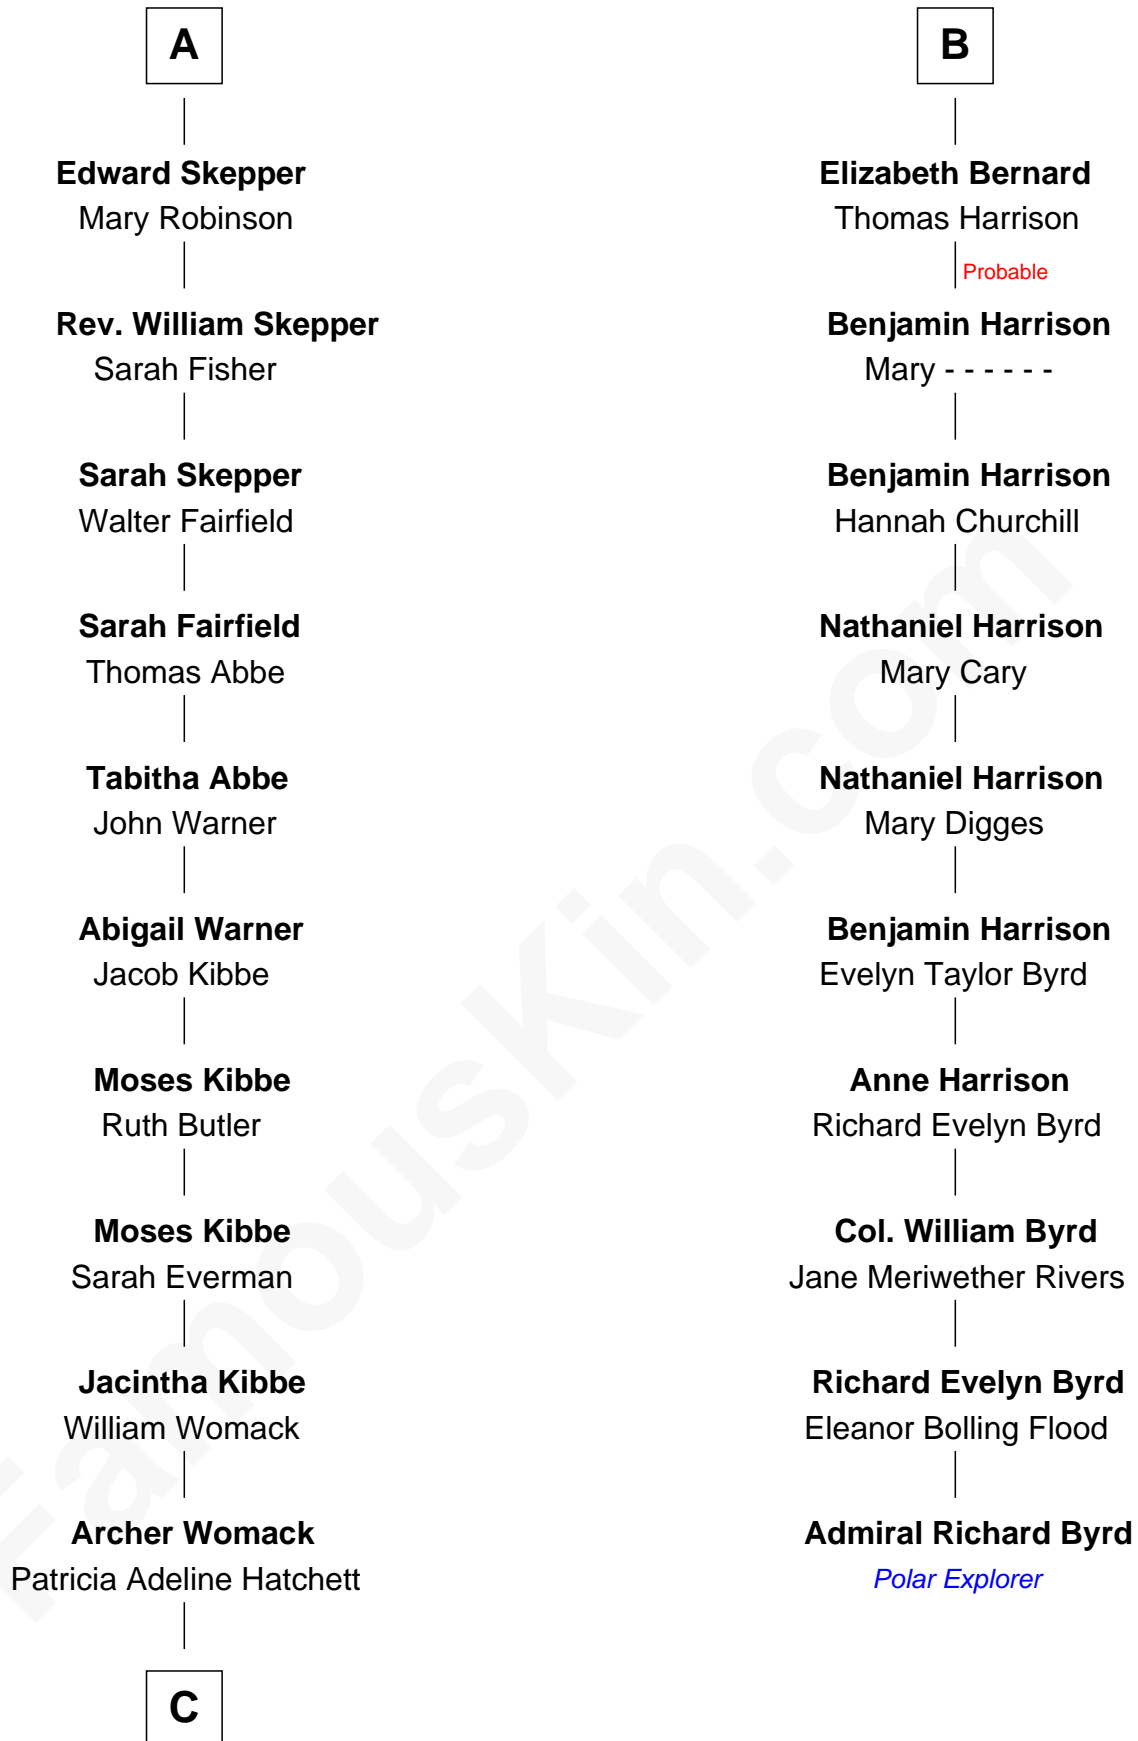 A
Edward Skepper
Mary Robinson
Rev. William Skepper
Sarah Fisher
Sarah Skepper
Walter Fairfield
Sarah Fairfield
Thomas Abbe
Tabitha Abbe
John Warner
Abigail Warner
Jacob Kibbe
Moses Kibbe
Ruth Butler
Moses Kibbe
Sarah Everman
Jacintha Kibbe
William Womack
Archer Womack
Patricia Adeline Hatchett
C
B
Elizabeth Bernard
Thomas Harrison
Probable
Benjamin Harrison
Mary - - - - - -
Benjamin Harrison
Hannah Churchill
Nathaniel Harrison
Mary Cary
Nathaniel Harrison
Mary Digges
Benjamin Harrison
Evelyn Taylor Byrd
Anne Harrison
Richard Evelyn Byrd
Col. William Byrd
Jane Meriwether Rivers
Richard Evelyn Byrd
Eleanor Bolling Flood
Admiral Richard Byrd
Polar Explorer
FamousKin.com